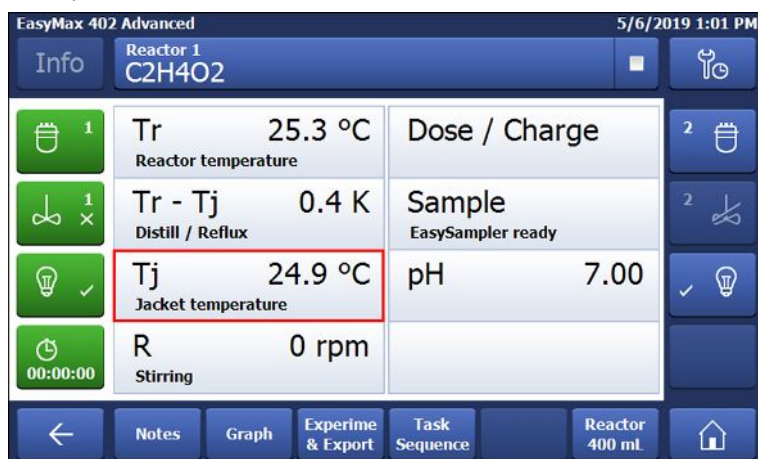 EasyMax 402 Advanced 5/6/2019 1:01 PM
Info
Reactor 1
C2H4O2
1
Tr 25.3 °C
Reactor temperature
Dose / Charge
2
1
Tr - Tj 0.4 K
Distill / Reflux
Sample
EasySampler ready
2
Tj 24.9 °C
Jacket temperature
pH 7.00
00:00:00
R 0 rpm
Stirring
Notes
Graph
Experime
& Export
Task
Sequence
Reactor
400 mL